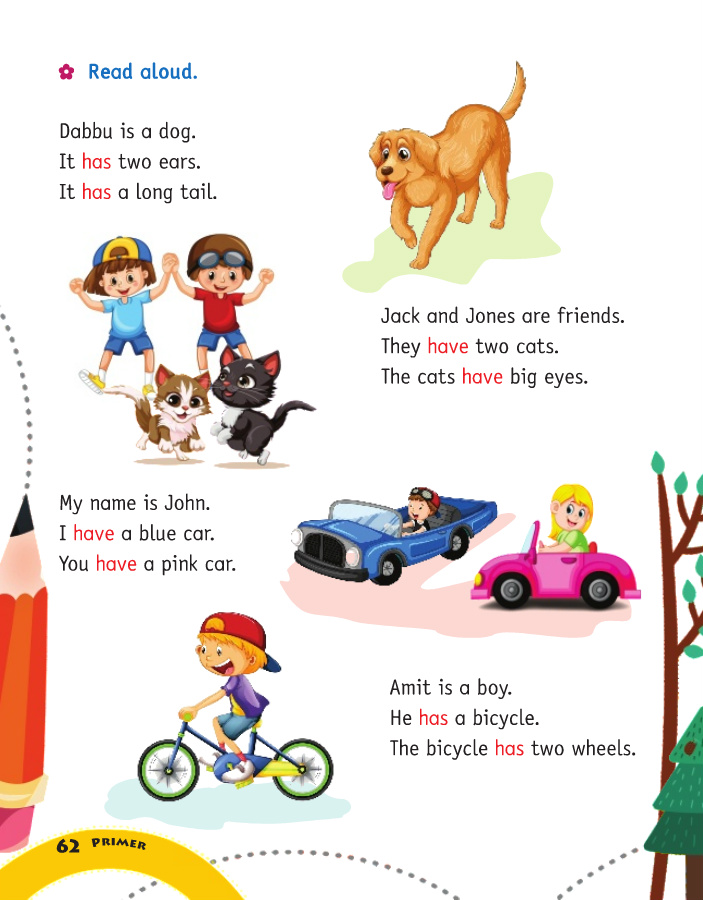 Read aloud.
Dabbu is a dog.
It has two ears.
It has a long tail.
Jack and Jones are friends.
They have two cats.
The cats have big eyes.
My name is John.
I have a blue car.
You have a pink car.
Amit is a boy.
He has a bicycle.
The bicycle has two wheels.
62 PRIMER